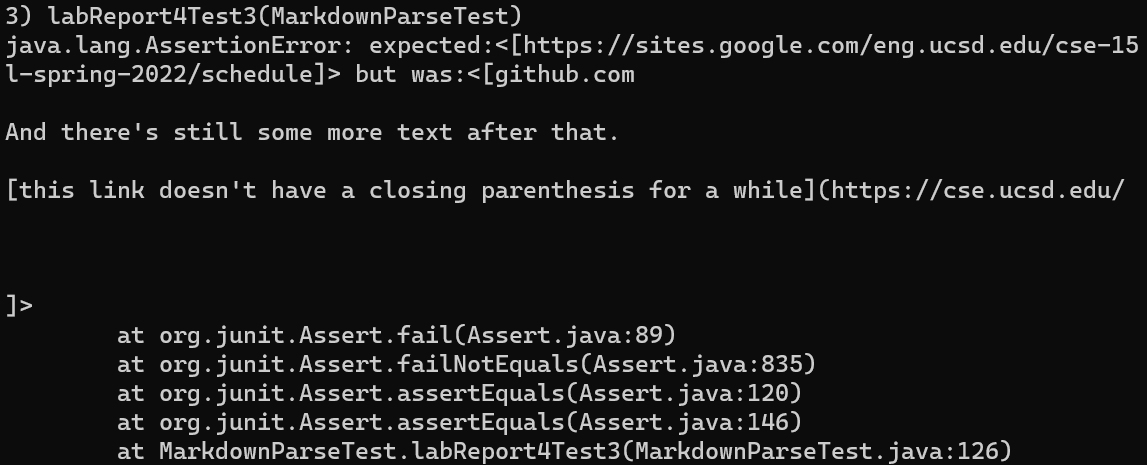 3) labReport4Test3(MarkdownParseTest)
java.lang.AssertionError: expected:<[https://sites.google.com/eng.ucsd.edu/cse-15
l-spring-2022/schedule]> but was:<[github.com
And there's still some more text after that.
[this link doesn't have a closing parenthesis for a while](https://cse.ucsd.edu/
]>
at org.junit.Assert.fail(Assert.java:89)
at org.junit.Assert.failNotEquals(Assert.java:835)
at org.junit.Assert.assertEquals(Assert.java:120)
at org.junit.Assert.assertEquals(Assert.java:146)
at MarkdownParseTest.labReport4Test3(MarkdownParseTest.java:126)